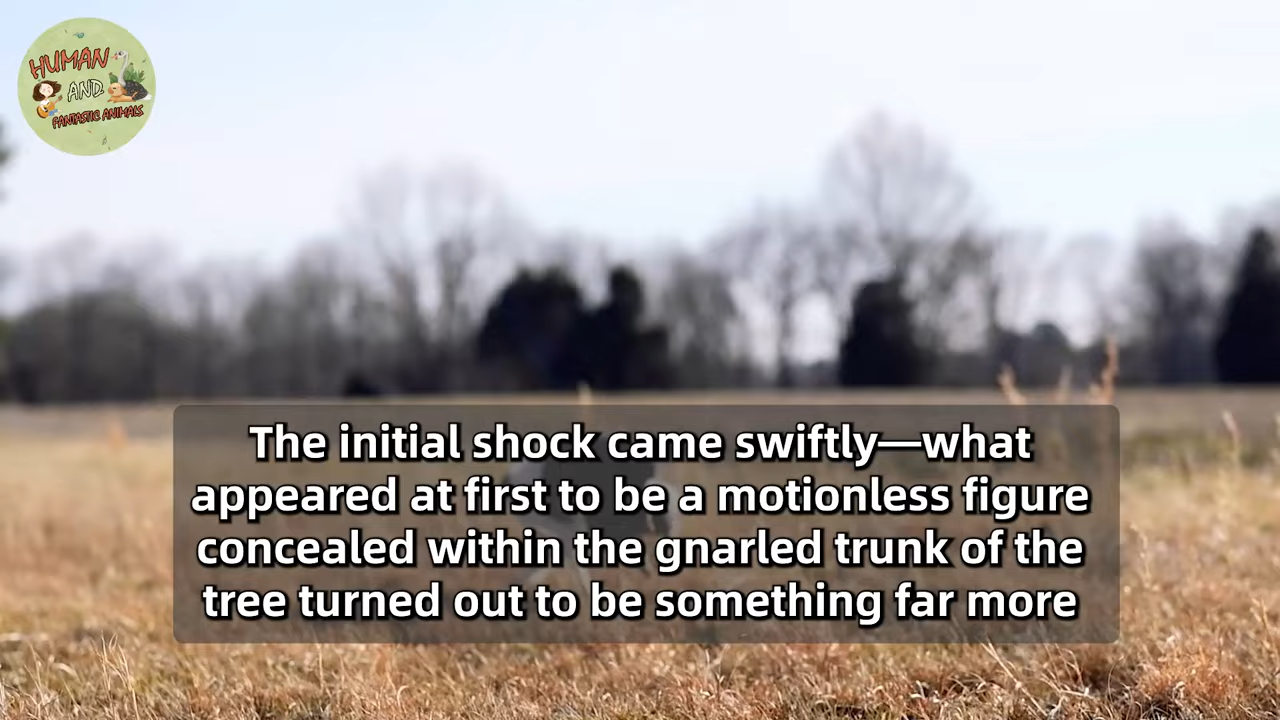 HUMAN
AND
FANTASTIC ANIMALS
The initial shock came swiftly—what
appeared at first to be a motionless figure
concealed within the gnarled trunk of the
tree turned out to be something far more